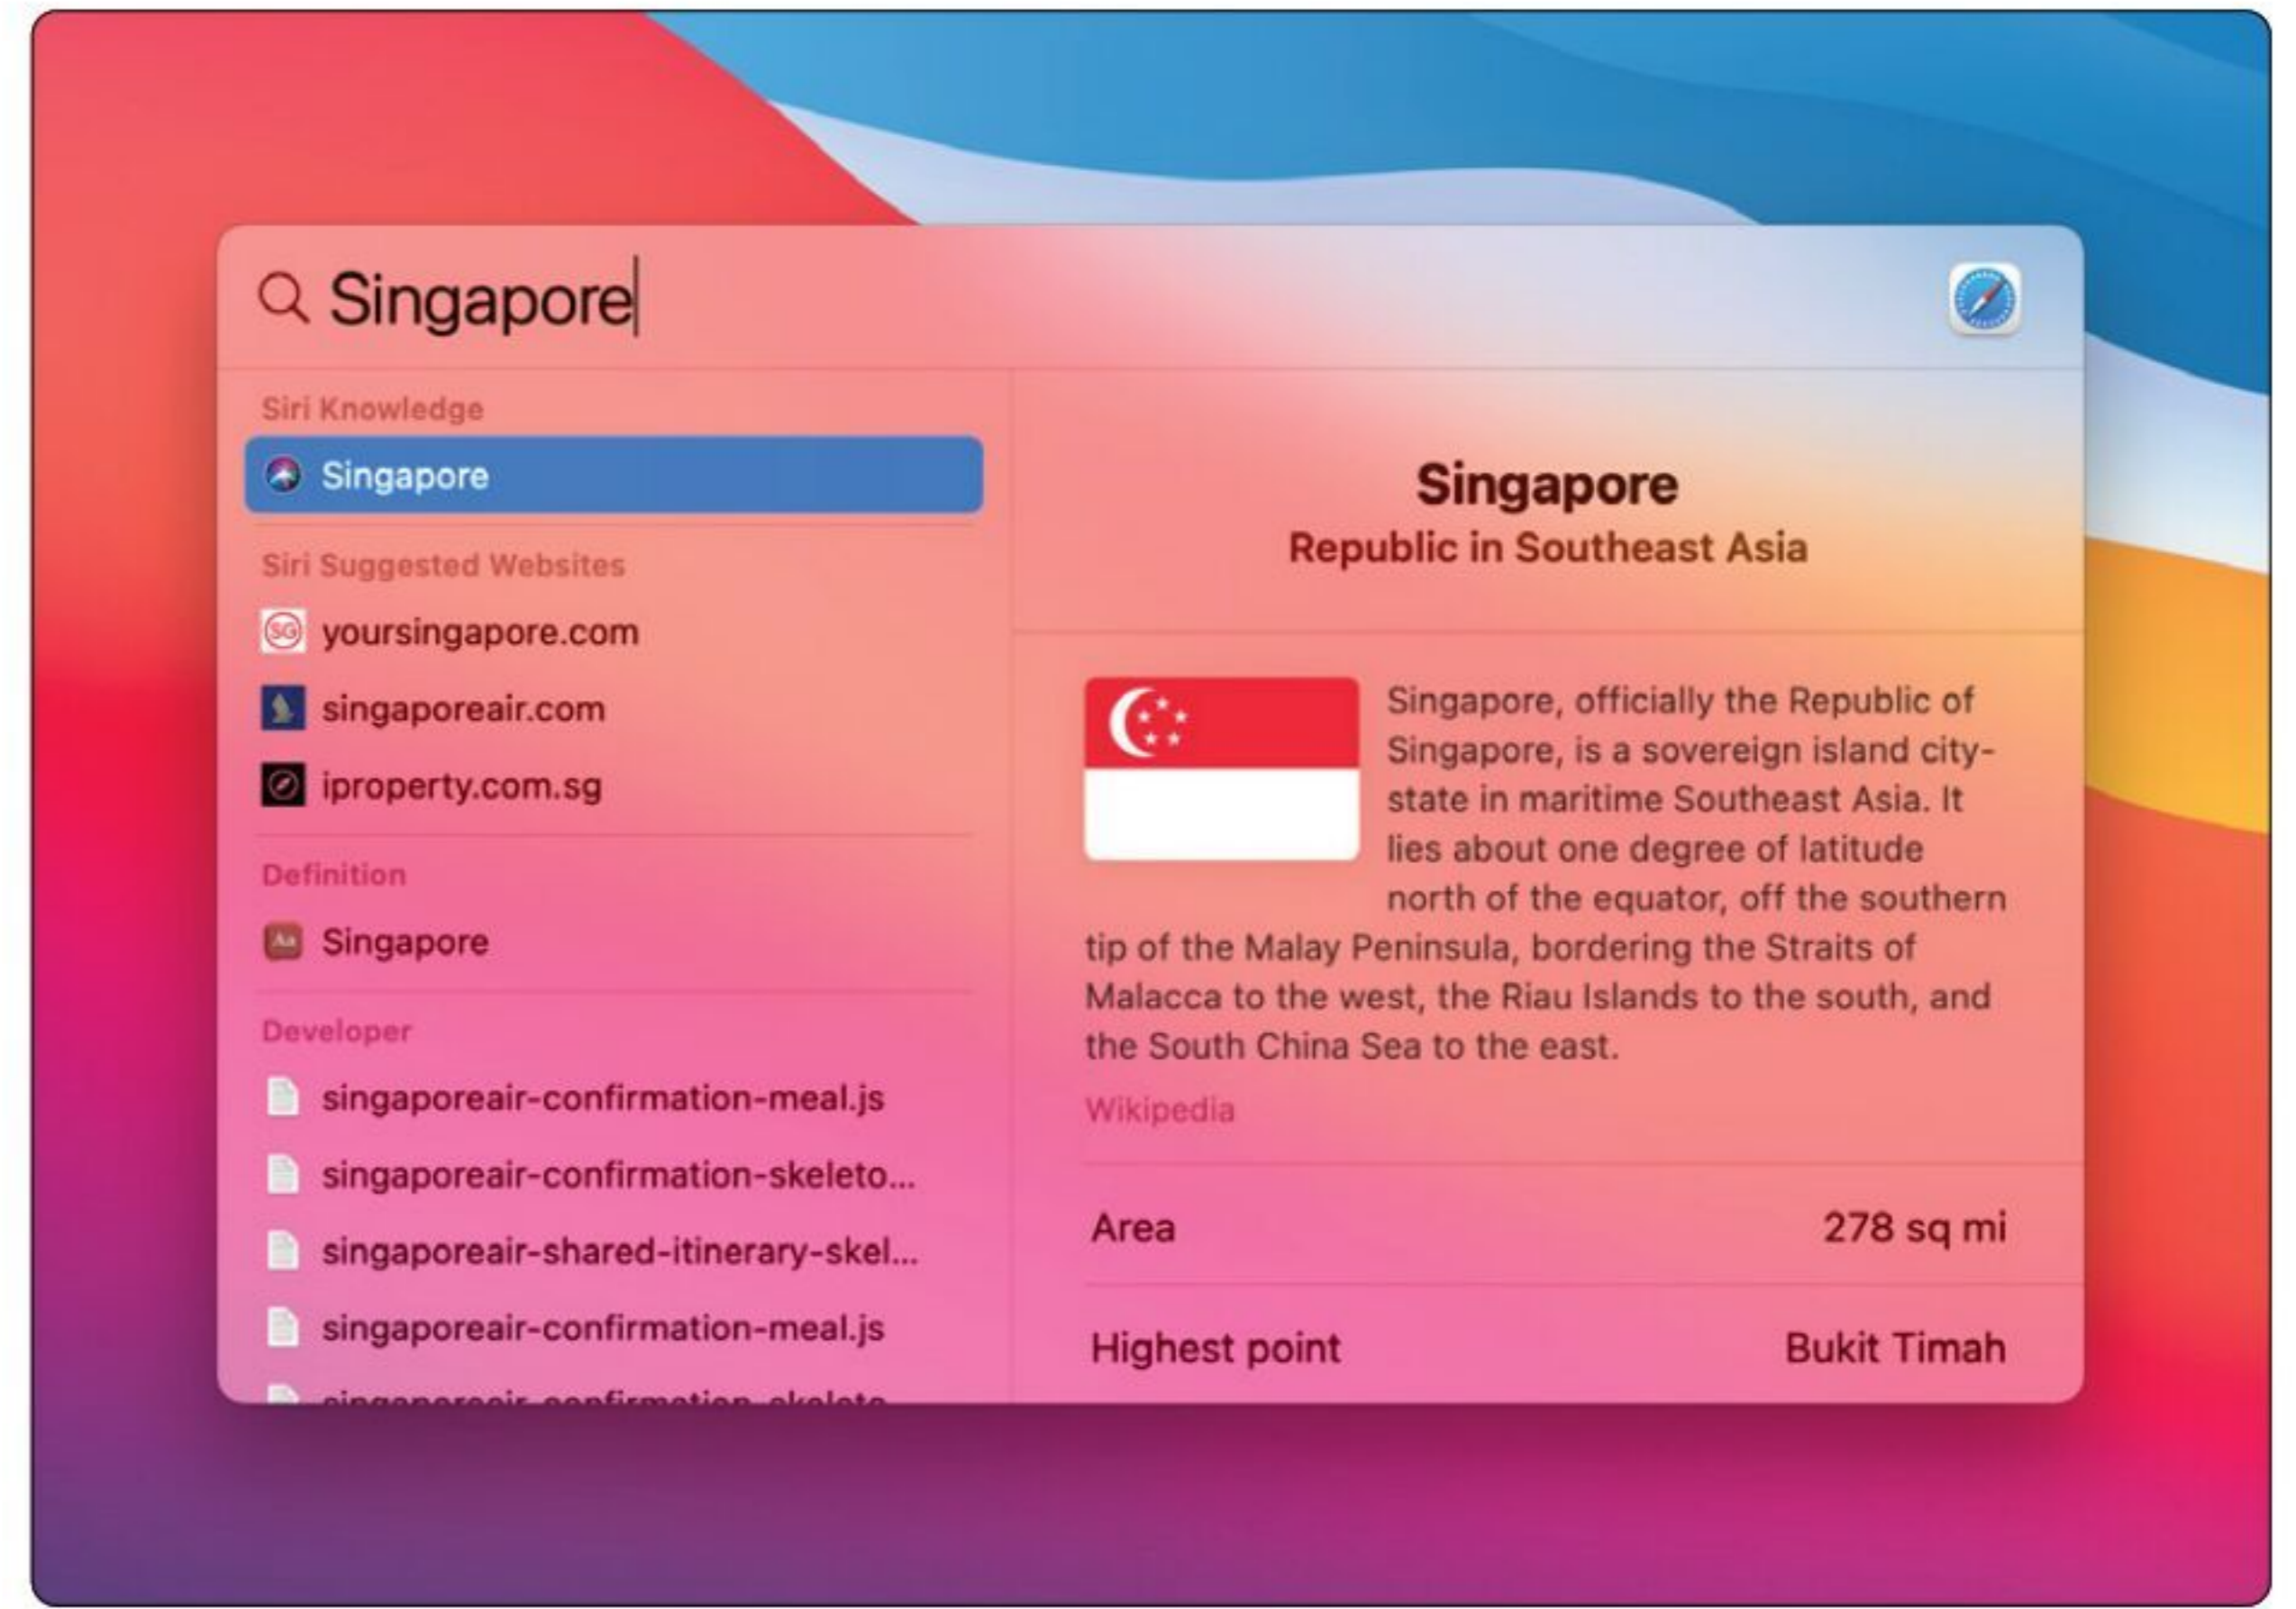 Singapore
Siri Knowledge
Singapore
Siri Suggested Websites
SG
yoursingapore.com
singaporeair.com
iproperty.com.sg
Definition
Aa
Singapore
Developer
singaporeair-confirmation-meal.js
singaporeair-confirmation-skeleto...
singaporeair-shared-itinerary-skel...
singaporeair-confirmation-meal.js
Singapore
Republic in Southeast Asia
Singapore, officially the Republic of
Singapore, is a sovereign island city-
state in maritime Southeast Asia. It
lies about one degree of latitude
north of the equator, off the southern
tip of the Malay Peninsula, bordering the Straits of
Malacca to the west, the Riau Islands to the south, and
the South China Sea to the east.
Wikipedia
Area 278 sq mi
Highest point Bukit Timah